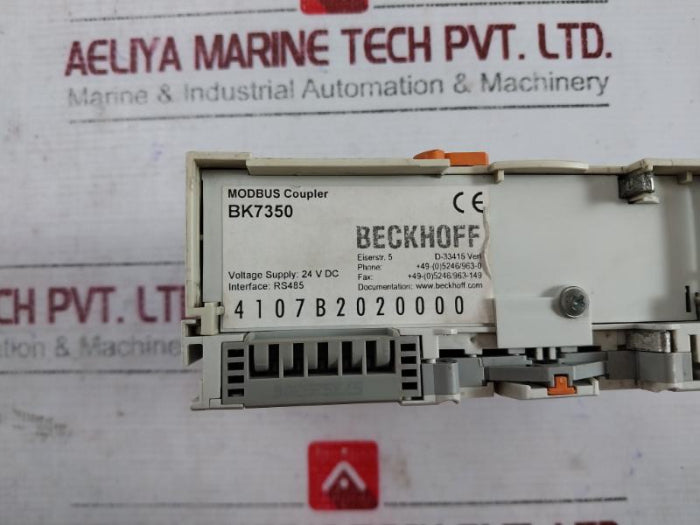 AELIYA MARINE TECH PVT. LTD.
Marine & Industrial Automation & Machinery
MODBUS Coupler
BK7350
CE
BECKHOFF
Eiserstr. 5 D-33415 Verl
Phone: +49-(0)5246/963-0
Fax: +49-(0)5246/963-149
Documentation: www.beckhoff.com
Voltage Supply: 24 V DC
Interface: RS485
4107B2020000
CH PVT. LTD.
ation & Machinery